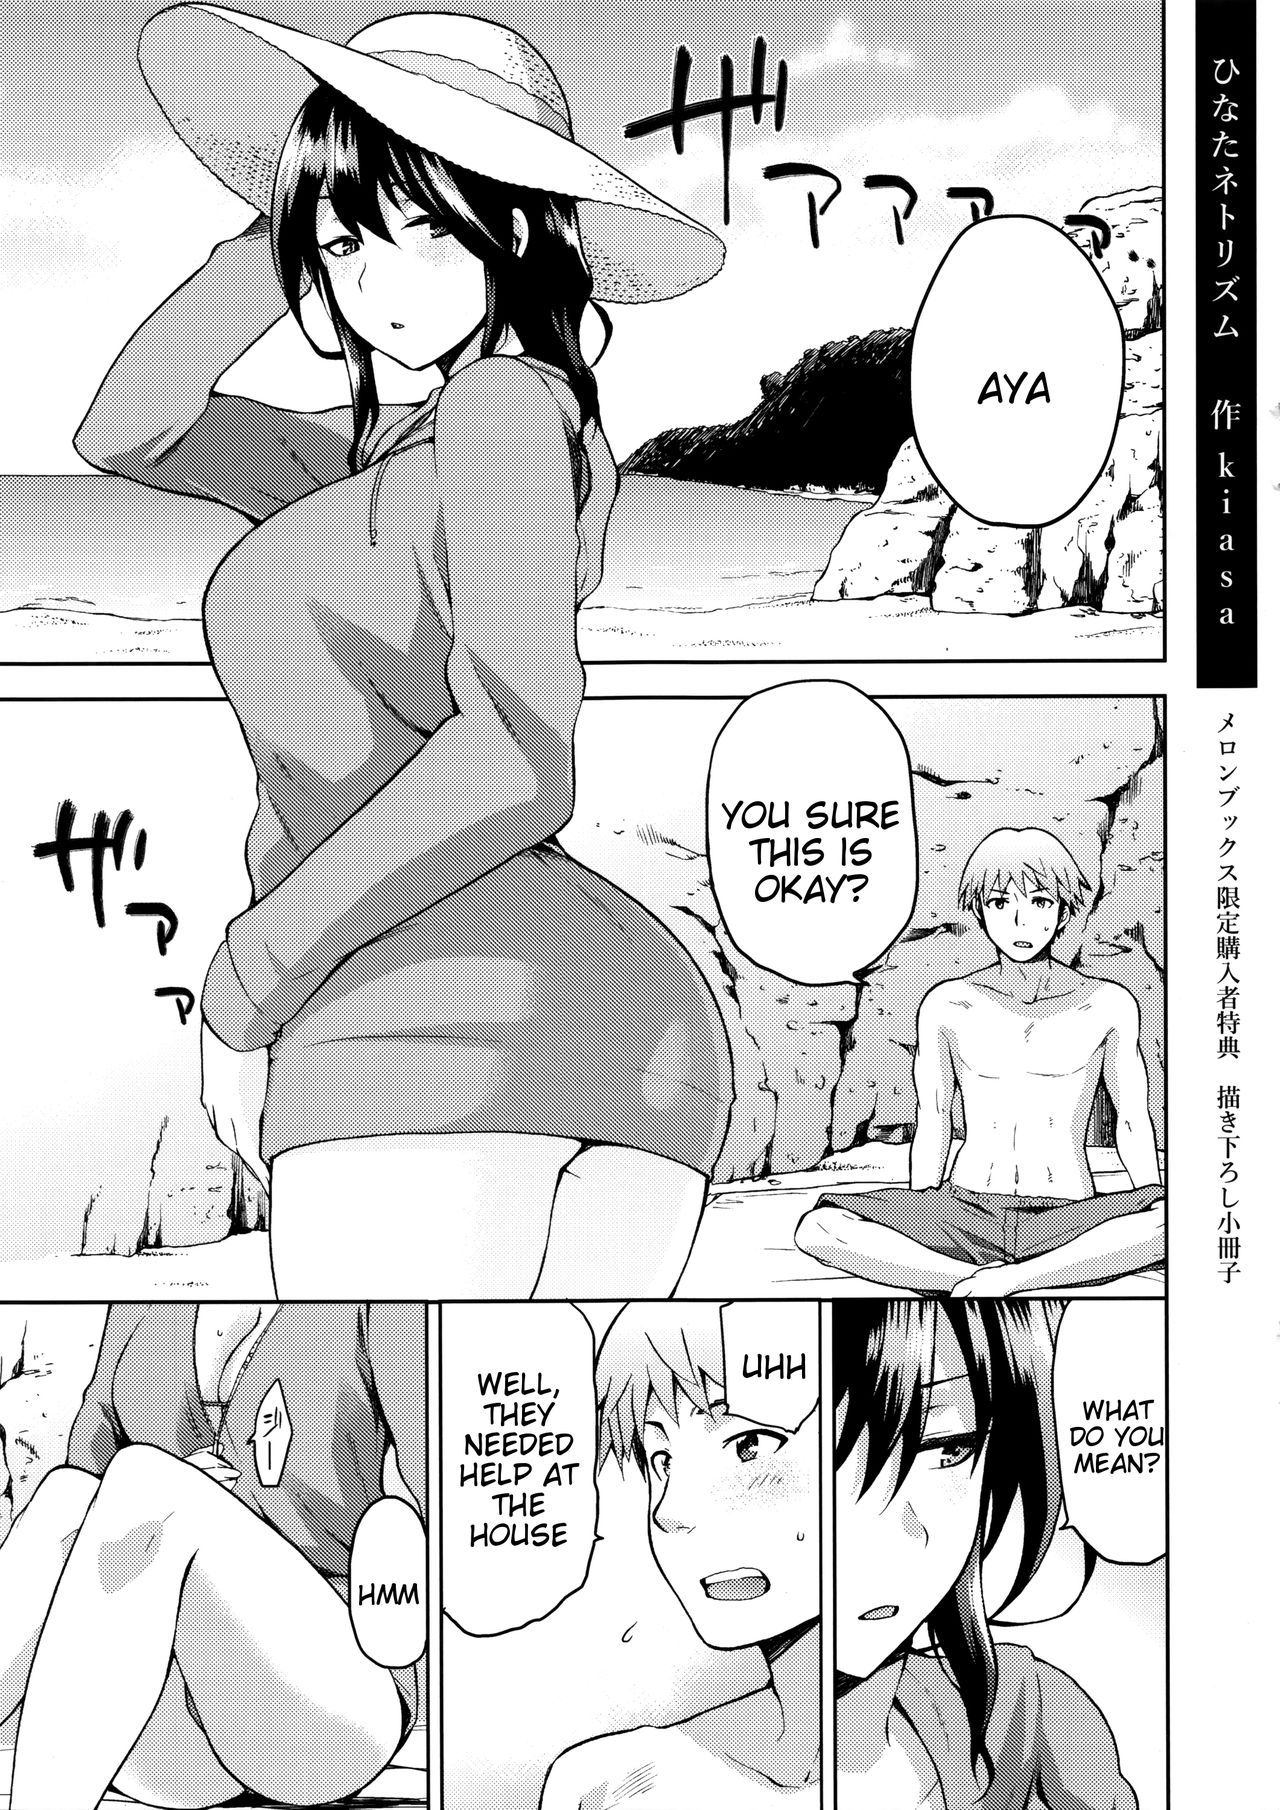 ひなたネトリズム 作 kiasa
メロンブックス限定購入者特典 描き下ろし小冊子
ザァァァァ
AYA
YOU SURE
THIS IS
OKAY?
ザァァ
WHAT
DO YOU
MEAN?
UHH
WELL,
THEY
NEEDED
HELP AT
THE
HOUSE
ジー
HMM